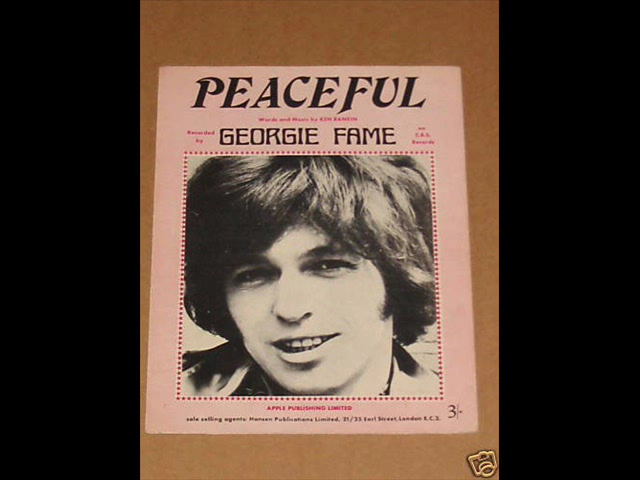 PEACEFUL
Words and Music by KEN RANKIN
Recorded by
GEORGIE FAME
on C.B.S. Records
APPLE PUBLISHING LIMITED
sole selling agents: Hansen Publications Limited, 21/25 Earl Street, London E.C.2.
3/-